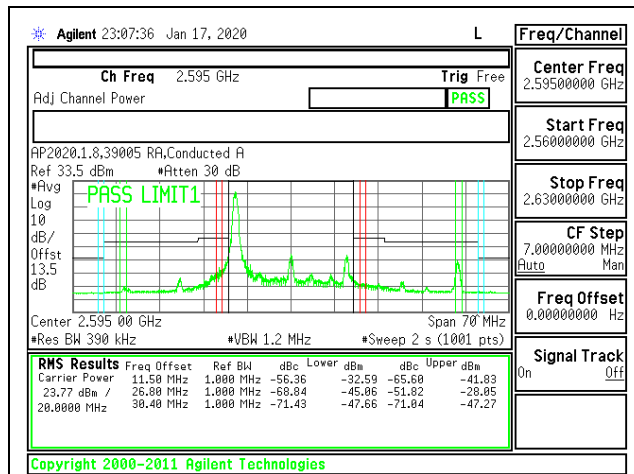 Agilent 23:07:36 Jan 17, 2020 L
Freq/Channel
Ch Freq 2.595 GHz Trig Free
Adj Channel Power PASS
Center Freq
2.59500000 GHz
Start Freq
2.56000000 GHz
Stop Freq
2.63000000 GHz
CF Step
7.00000000 MHz
Auto Man
Freq Offset
0.00000000 Hz
Signal Track
On Off
AP2020.1.8,39005 RA,Conducted A
Ref 33.5 dBm #Atten 30 dB
#Avg
Log
10
dB/
Offst
13.5
dB
PASS LIMIT1
Center 2.595 00 GHz Span 70 MHz
#Res BW 390 kHz #VBW 1.2 MHz #Sweep 2 s (1001 pts)
RMS Results Freq Offset Ref BW dBc Lower dBm dBc Upper dBm
Carrier Power 11.50 MHz 1.000 MHz -56.36 -32.59 -65.60 -41.83
23.77 dBm / 26.80 MHz 1.000 MHz -68.84 -45.06 -51.82 -28.05
20.0000 MHz 30.40 MHz 1.000 MHz -71.43 -47.66 -71.04 -47.27
Copyright 2000-2011 Agilent Technologies